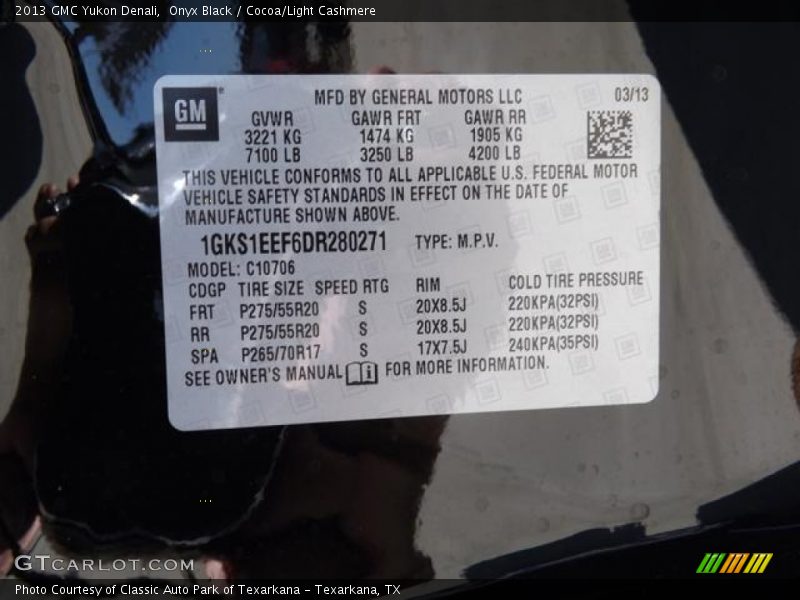 2013 GMC Yukon Denali, Onyx Black / Cocoa/Light Cashmere
GM ®
MFD BY GENERAL MOTORS LLC 03/13
GVWR GAWR FRT GAWR RR
3221 KG 1474 KG 1905 KG
7100 LB 3250 LB 4200 LB
THIS VEHICLE CONFORMS TO ALL APPLICABLE U.S. FEDERAL MOTOR
VEHICLE SAFETY STANDARDS IN EFFECT ON THE DATE OF
MANUFACTURE SHOWN ABOVE.
1GKS1EEF6DR280271 TYPE: M.P.V.
MODEL: C10706
CDGP TIRE SIZE SPEED RTG RIM COLD TIRE PRESSURE
FRT P275/55R20 S 20X8.5J 220KPA(32PSI)
RR P275/55R20 S 20X8.5J 220KPA(32PSI)
SPA P265/70R17 S 17X7.5J 240KPA(35PSI)
SEE OWNER'S MANUAL i FOR MORE INFORMATION.
GTCARLOT.COM
Photo Courtesy of Classic Auto Park of Texarkana - Texarkana, TX